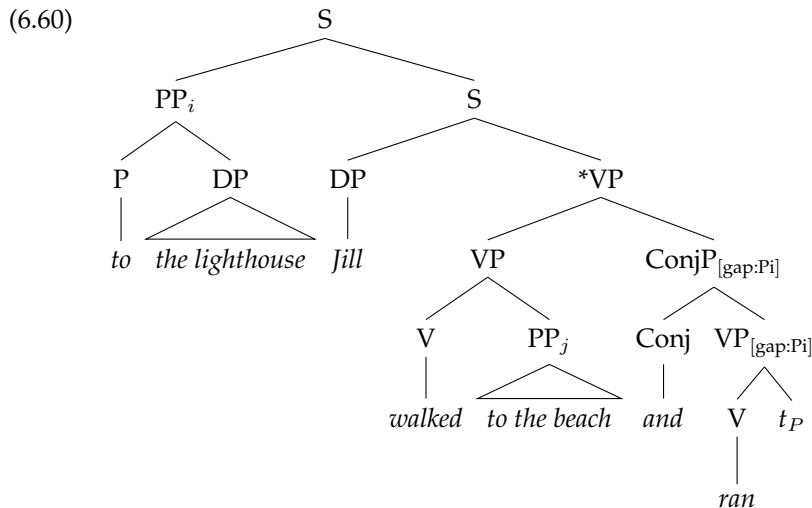 (6.60) S
PP_i S
P DP DP *VP
to the lighthouse Jill VP ConjP_[gap:Pi]
V PP_j Conj VP_[gap:Pi]
walked to the beach and V t_P
ran